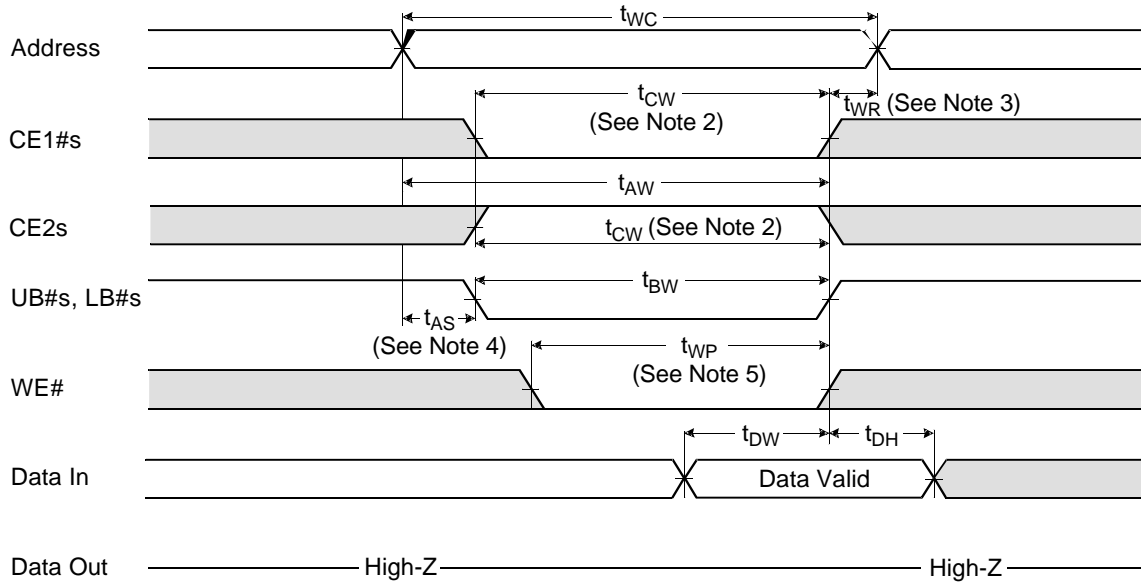 tWC
Address
tCW
(See Note 2)
tWR (See Note 3)
CE1#s
tAW
CE2s
tCW (See Note 2)
UB#s, LB#s
tBW
tAS
(See Note 4)
tWP
(See Note 5)
WE#
tDW
tDH
Data In
Data Valid
Data Out
High-Z
High-Z